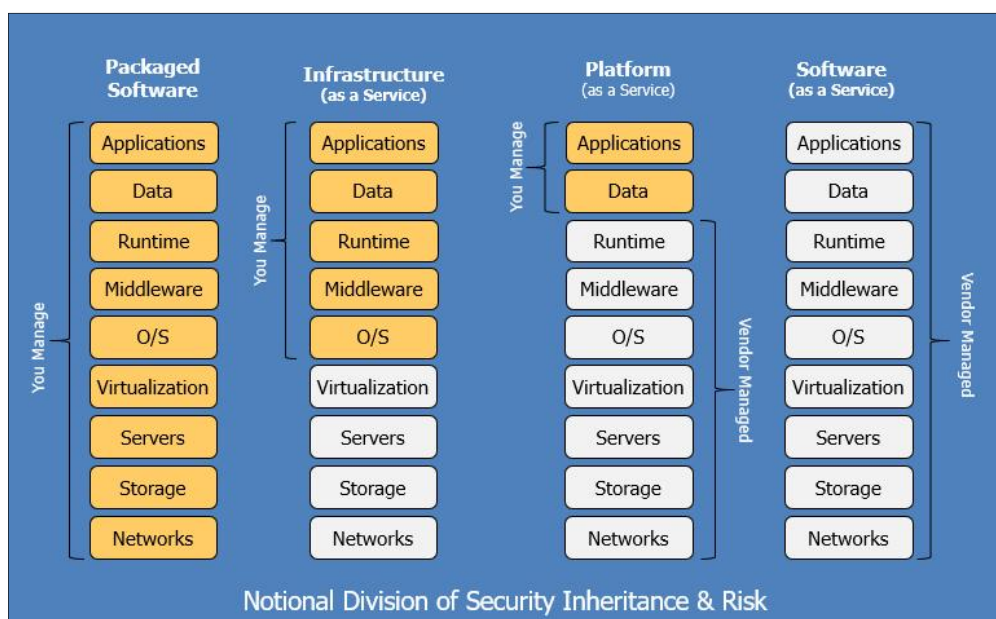 Packaged
Software
You Manage
Applications
Data
Runtime
Middleware
O/S
Virtualization
Servers
Storage
Networks
Infrastructure
(as a Service)
You Manage
Applications
Data
Runtime
Middleware
O/S
Virtualization
Servers
Storage
Networks
Platform
(as a Service)
You Manage
Applications
Data
Runtime
Middleware
O/S
Virtualization
Servers
Storage
Networks
Vendor Managed
Software
(as a Service)
Applications
Data
Runtime
Middleware
O/S
Virtualization
Servers
Storage
Networks
Vendor Managed
Notional Division of Security Inheritance & Risk